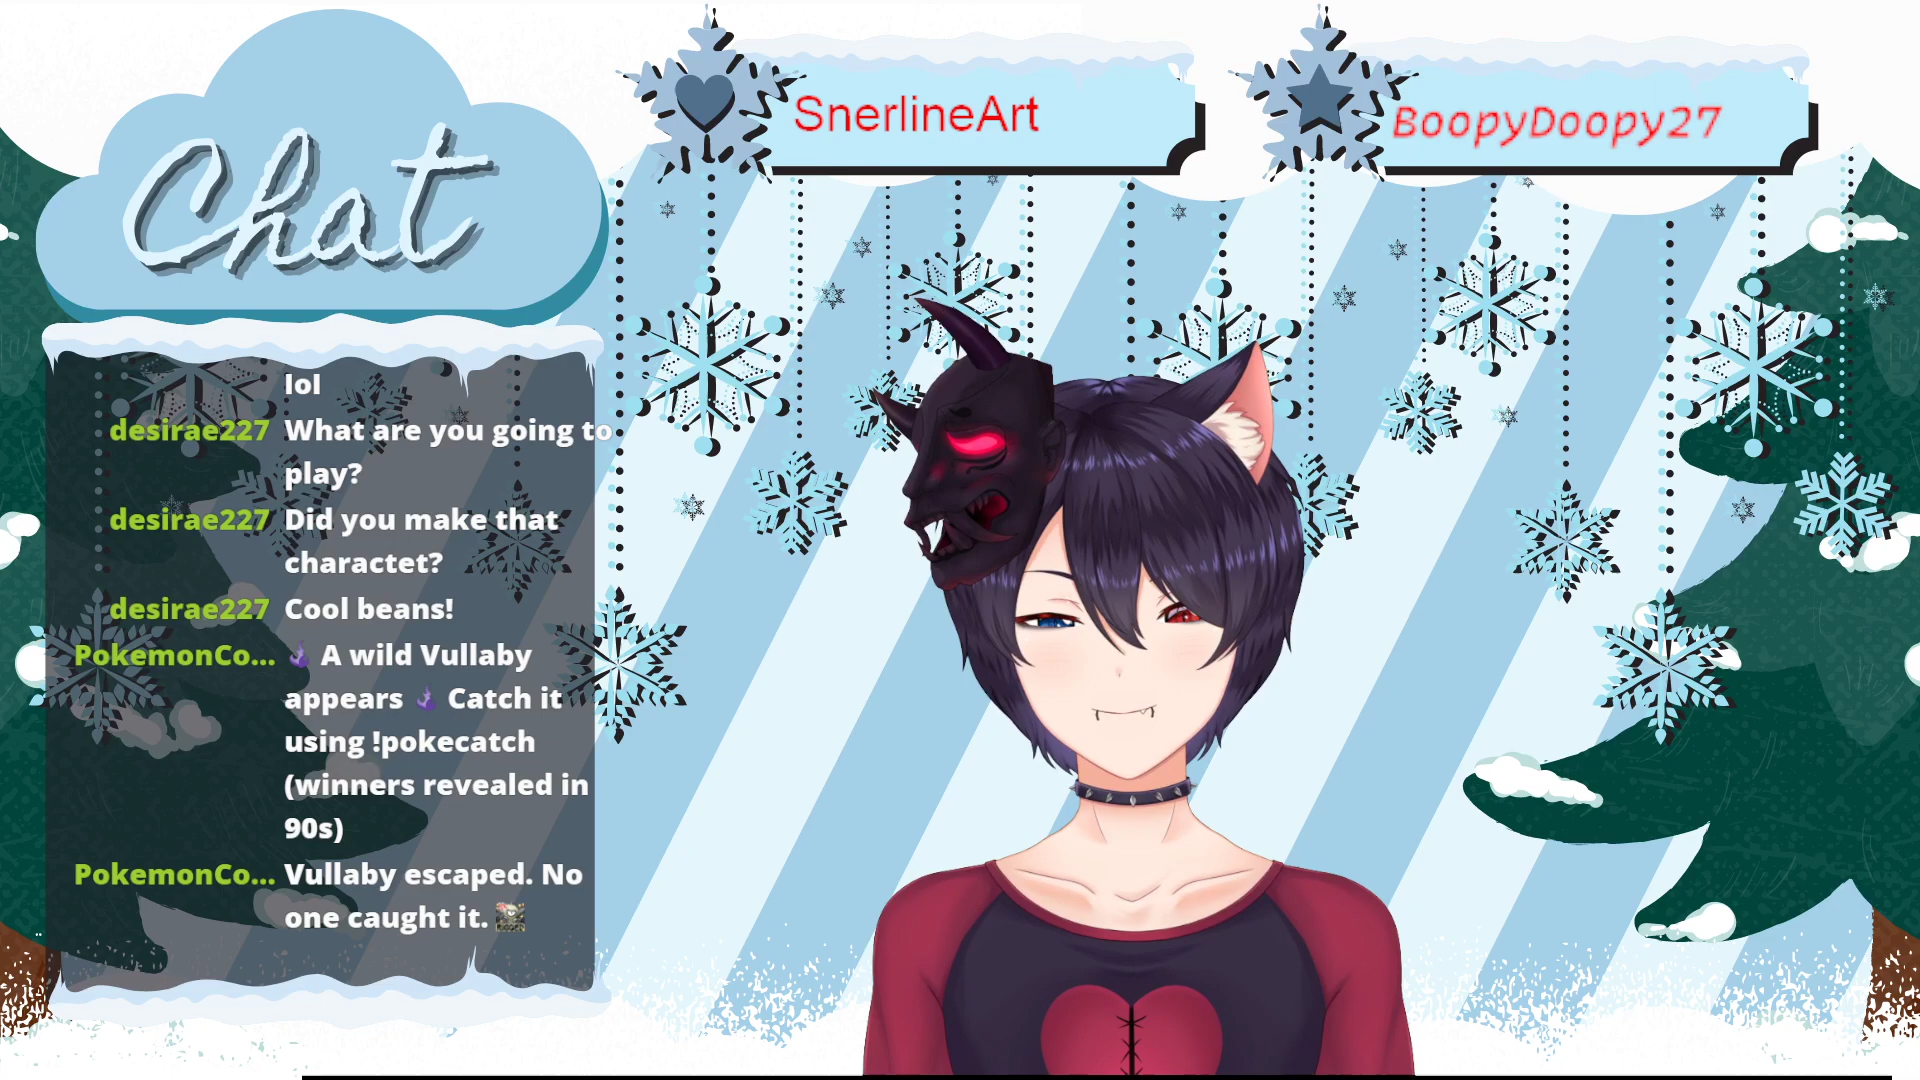 Chat
SnerlineArt
BoopyDoopy27
lol
desirae227 What are you going to
play?
desirae227 Did you make that
charactet?
desirae227 Cool beans!
PokemonCo... A wild Vullaby
appears Catch it
using !pokecatch
(winners revealed in
90s)
PokemonCo... Vullaby escaped. No
one caught it.